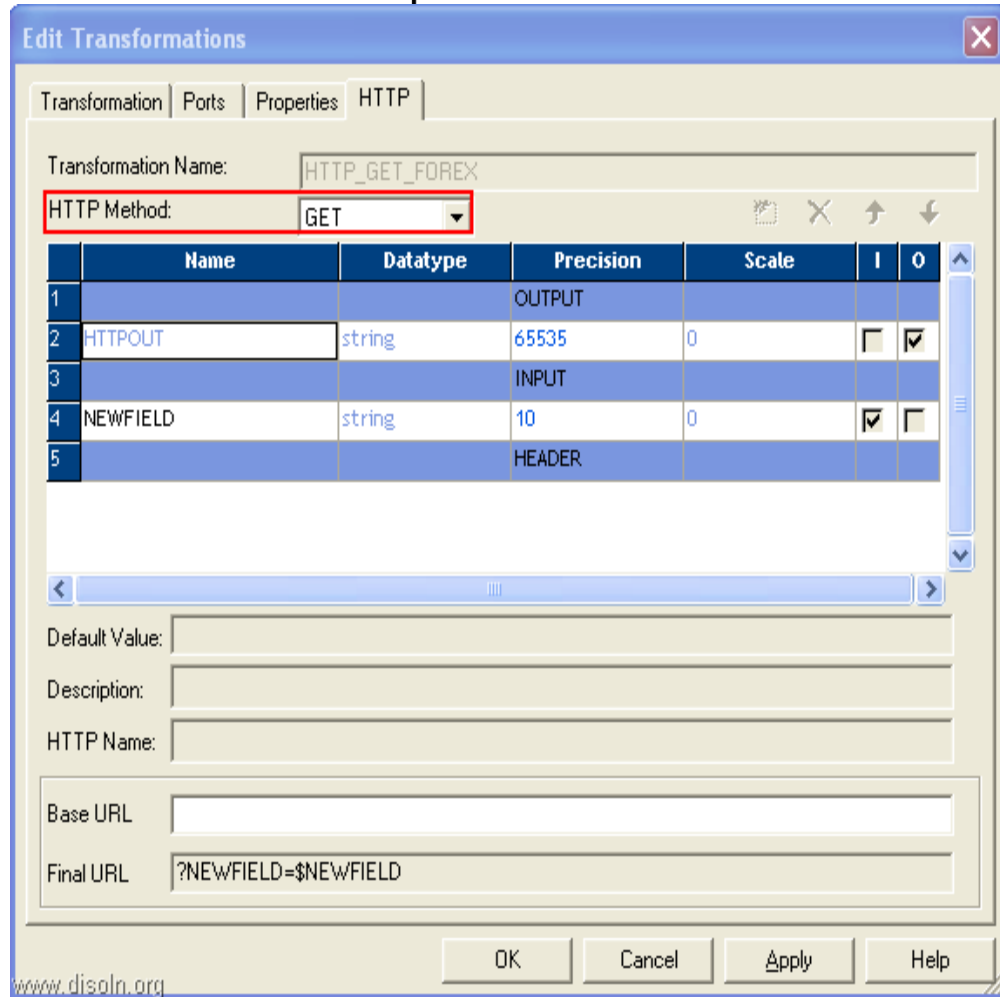 Edit Transformations
Transformation Ports Properties HTTP
Transformation Name: HTTP_GET_FOREX
HTTP Method: GET
Name Datatype Precision Scale I O
1 OUTPUT
2 HTTPOUT string 65535 0
3 INPUT
4 NEWFIELD string 10 0
5 HEADER
Default Value:
Description:
HTTP Name:
Base URL
Final URL ?NEWFIELD=$NEWFIELD
OK Cancel Apply Help
www.disoln.org